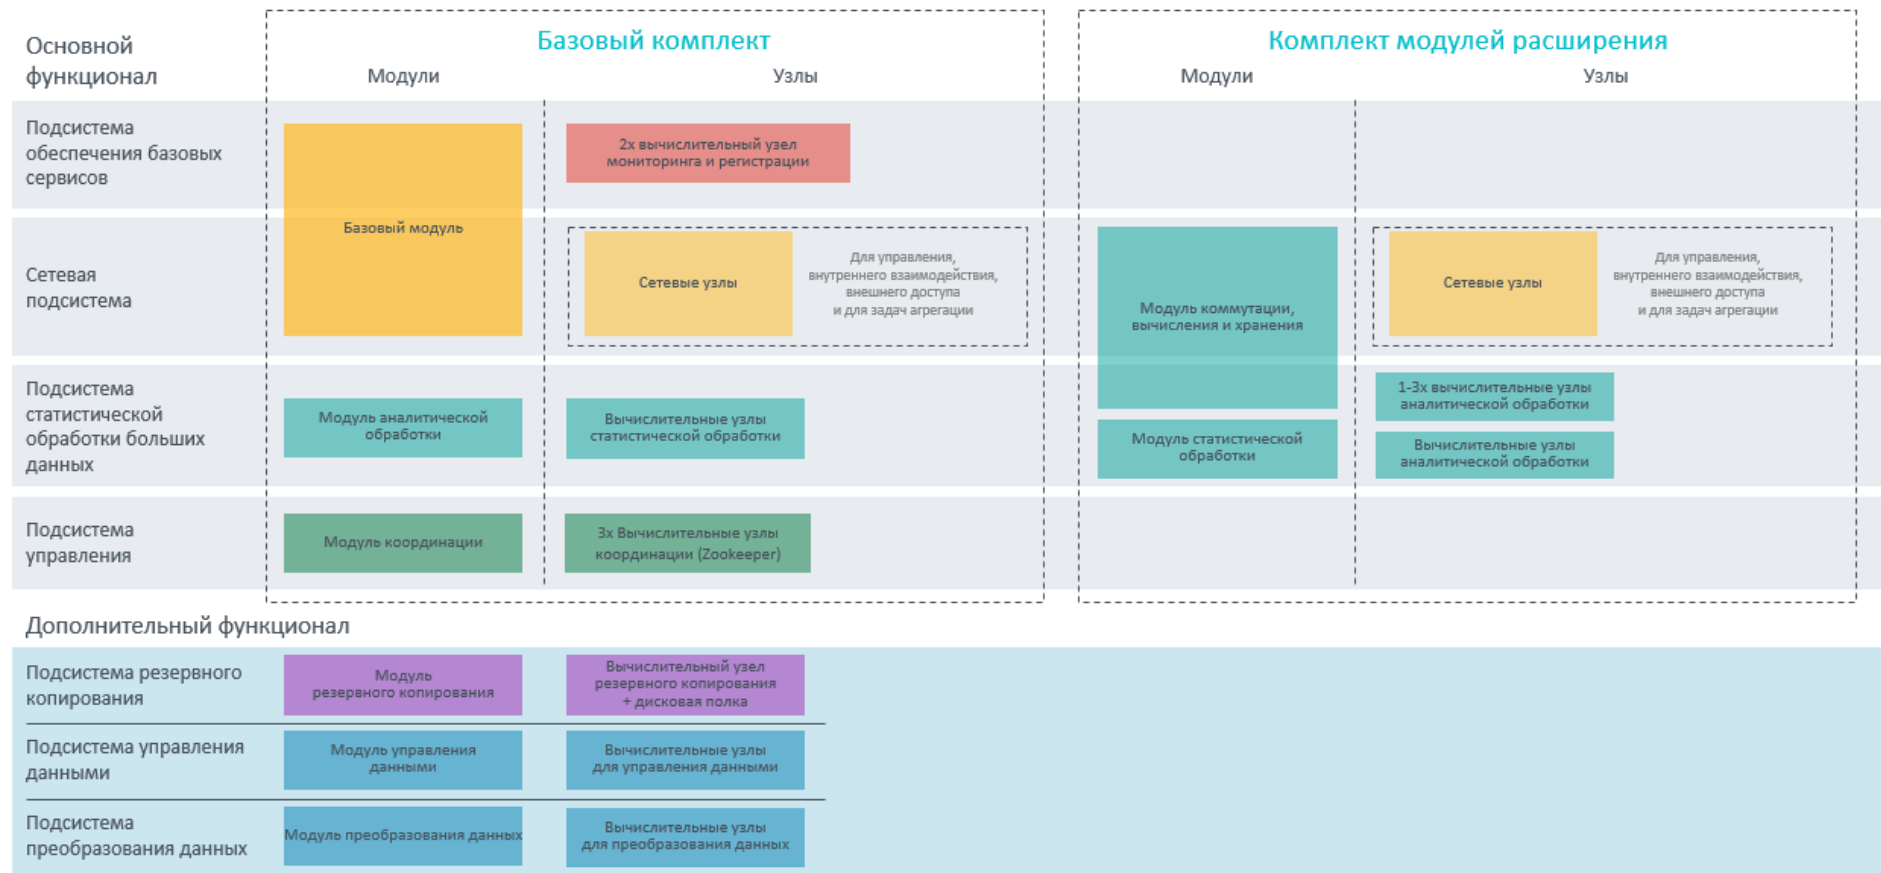 Основной
функционал
Базовый комплект
Модули
Узлы
Комплект модулей расширения
Модули
Узлы
Подсистема
обеспечения базовых
сервисов
Базовый модуль
2х вычислительный узел
мониторинга и регистрации
Сетевая
подсистема
Сетевые узлы
Для управления,
внутреннего взаимодействия,
внешнего доступа
и для задач агрегации
Модуль коммутации,
вычисления и хранения
Сетевые узлы
Для управления,
внутреннего взаимодействия,
внешнего доступа
и для задач агрегации
Подсистема
статистической
обработки больших
данных
Модуль аналитической
обработки
Вычислительные узлы
статистической обработки
Модуль статистической
обработки
1-3х вычислительные узлы
аналитической обработки
Вычислительные узлы
аналитической обработки
Подсистема
управления
Модуль координации
3х Вычислительные узлы
координации (Zookeeper)
Дополнительный функционал
Подсистема резервного
копирования
Модуль
резервного копирования
Вычислительный узел
резервного копирования
+ дисковая полка
Подсистема управления
данными
Модуль управления
данными
Вычислительные узлы
для управления данными
Подсистема
преобразования данных
Модуль преобразования данных
Вычислительные узлы
для преобразования данных